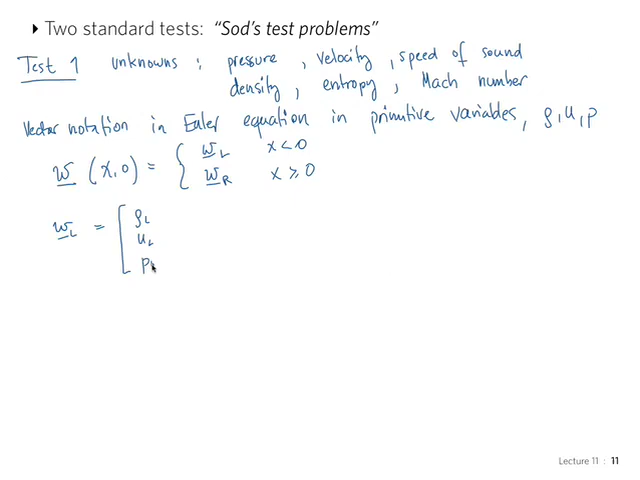 ▸ Two standard tests: “Sod’s test problems”
Test 1 unknowns : pressure , velocity , speed of sound
density , entropy , Mach number
Vector notation in Euler equation in primitive variables, ρ, u, p
w (x,0) = { w_L x < 0
w_R x ≥ 0
w_L = [ ρ_L
u_L
p
Lecture 11 : 11